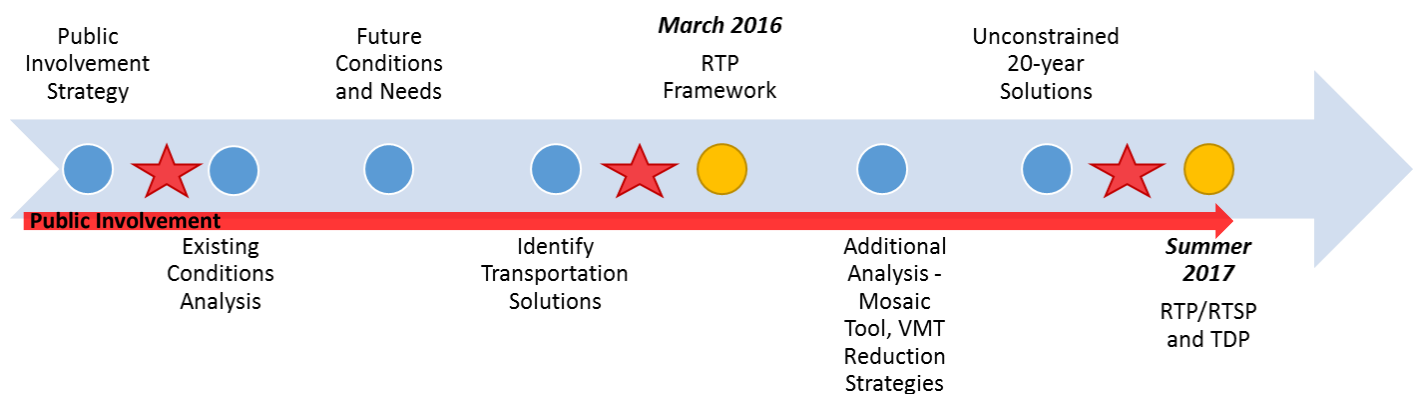 Public
Involvement
Strategy
Future
Conditions
and Needs
March 2016
RTP
Framework
Unconstrained
20-year
Solutions
Public Involvement
Existing
Conditions
Analysis
Identify
Transportation
Solutions
Additional
Analysis -
Mosaic
Tool, VMT
Reduction
Strategies
Summer
2017
RTP/RTSP
and TDP